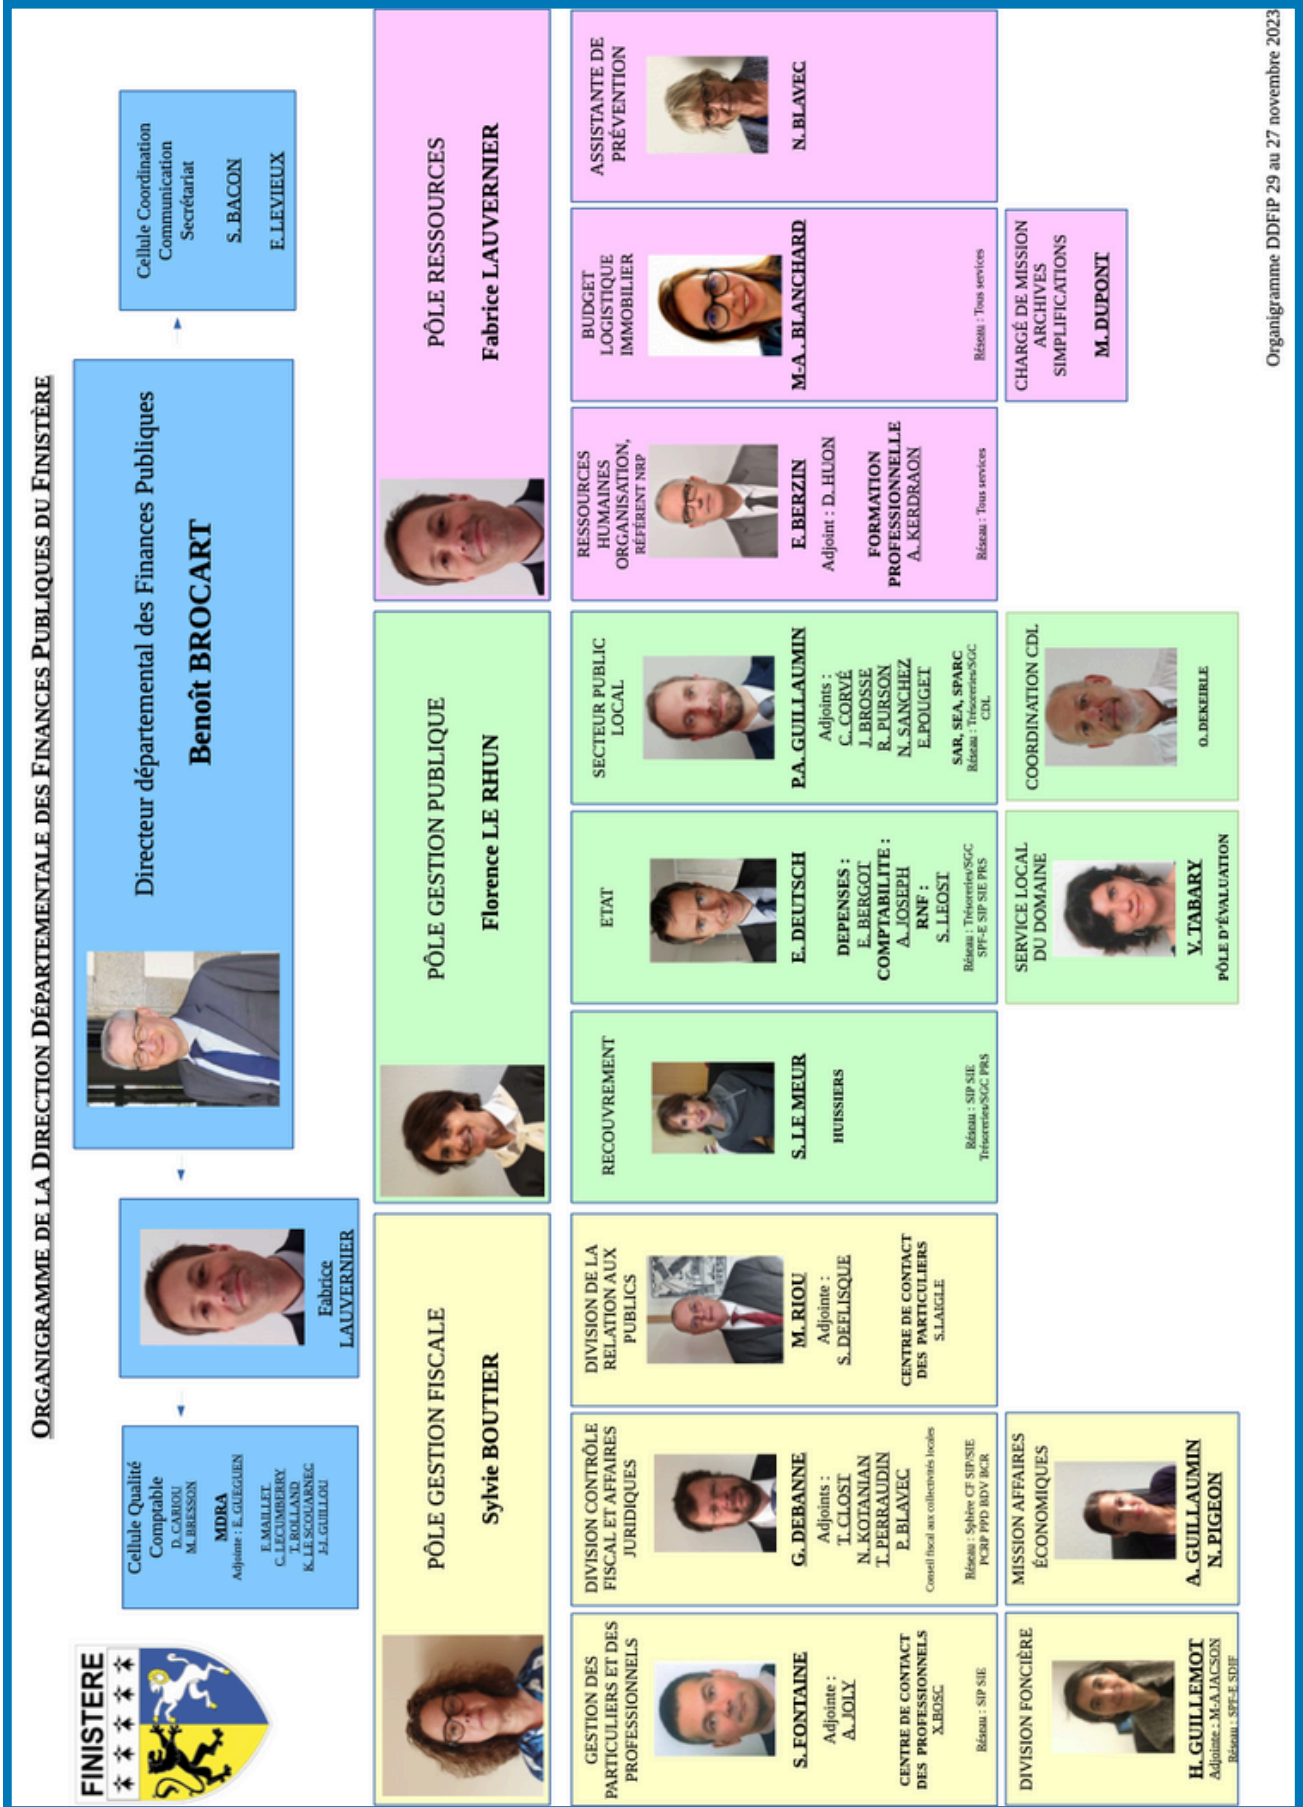 ORGANIGRAMME DE LA DIRECTION DÉPARTEMENTALE DES FINANCES PUBLIQUES DU FINISTÈRE
FINISTERE
Cellule Qualité
Comptable
D. CARIOU
M. BRESSON
MDRA
Adjointe : E. GUEGUEN
F. MAILLET
C. LECUMBERRY
T. ROLLAND
K. LE SCOUARNEC
J-J. GUILLOU
Fabrice
LAUVERNIER
Directeur départemental des Finances Publiques
Benoît BROCART
Cellule Coordination
Communication
Secrétariat
S. BACON
F. LEVIEUX
PÔLE GESTION FISCALE
Sylvie BOUTIER
PÔLE GESTION PUBLIQUE
Florence LE RHUN
PÔLE RESSOURCES
Fabrice LAUVERNIER
GESTION DES
PARTICULIERS ET DES
PROFESSIONNELS
S. FONTAINE
Adjointe :
A. JOLY
CENTRE DE CONTACT
DES PROFESSIONNELS
X.BOSC
Réseau : SIP SIE
DIVISION CONTRÔLE
FISCAL ET AFFAIRES
JURIDIQUES
G. DEBANNE
Adjoints :
T. CLOST
N. KOTANIAN
T. PERRAUDIN
P. BLAVEC
Conseil fiscal aux collectivités locales
Réseau : Sphère CF SIP/SIE
PCRP PPD BDV BCR
DIVISION DE LA
RELATION AUX
PUBLICS
M. RIOU
Adjointe :
S. DEFLISQUE
CENTRE DE CONTACT
DES PARTICULIERS
S.LAIGLE
RECOUVREMENT
S. LE MEUR
HUISSIERS
Réseau : SIP SIE
Trésoreries/SGC PRS
ETAT
E. DEUTSCH
DEPENSES :
E. BERGOT
COMPTABILITE :
A. JOSEPH
RNF :
S. LEOST
Réseau : Trésoreries/SGC
SPF-E SIP SIE PRS
SECTEUR PUBLIC
LOCAL
P.A. GUILLAUMIN
Adjoints :
C. CORVÉ
J. BROSSE
R. PURSON
N. SANCHEZ
E.POUGET
SAR, SEA, SPARC
Réseau : Trésoreries/SGC
CDL
RESSOURCES
HUMAINES
ORGANISATION,
RÉFÉRENT NRP
F. BERZIN
Adjoint : D. HUON
FORMATION
PROFESSIONNELLE
A. KERDRAON
Réseau : Tous services
BUDGET
LOGISTIQUE
IMMOBILIER
M-A . BLANCHARD
Réseau : Tous services
ASSISTANTE DE
PRÉVENTION
N. BLAVEC
DIVISION FONCIÈRE
H. GUILLEMOT
Adjointe : M-A JACSON
Réseau : SPF-E SDIF
MISSION AFFAIRES
ÉCONOMIQUES
A. GUILLAUMIN
N. PIGEON
SERVICE LOCAL
DU DOMAINE
V. TABARY
PÔLE D'ÉVALUATION
COORDINATION CDL
O. DEKEIRLE
CHARGÉ DE MISSION
ARCHIVES
SIMPLIFICATIONS
M. DUPONT
Organigramme DDFiP 29 au 27 novembre 2023